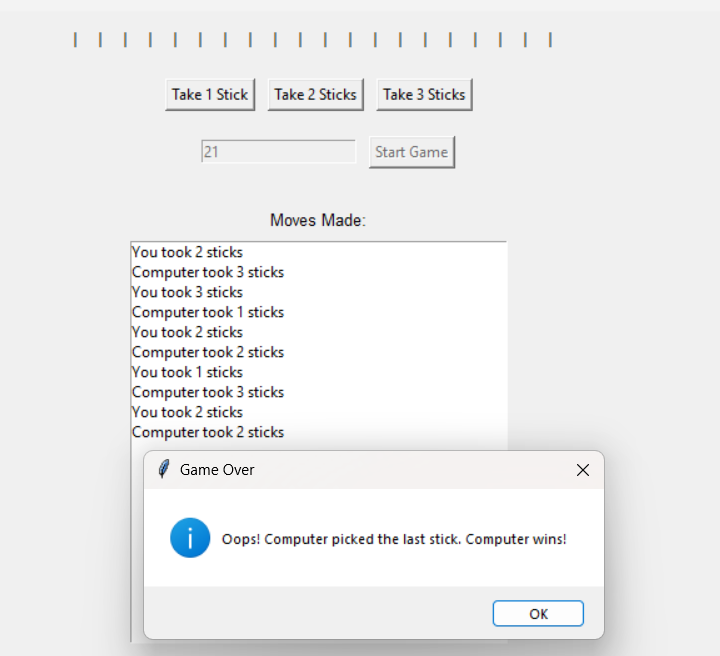 | | | | | | | | | | | | | | | | | | | |
Take 1 Stick Take 2 Sticks Take 3 Sticks
21 Start Game
Moves Made:
You took 2 sticks
Computer took 3 sticks
You took 3 sticks
Computer took 1 sticks
You took 2 sticks
Computer took 2 sticks
You took 1 sticks
Computer took 3 sticks
You took 2 sticks
Computer took 2 sticks
Game Over
Oops! Computer picked the last stick. Computer wins!
OK